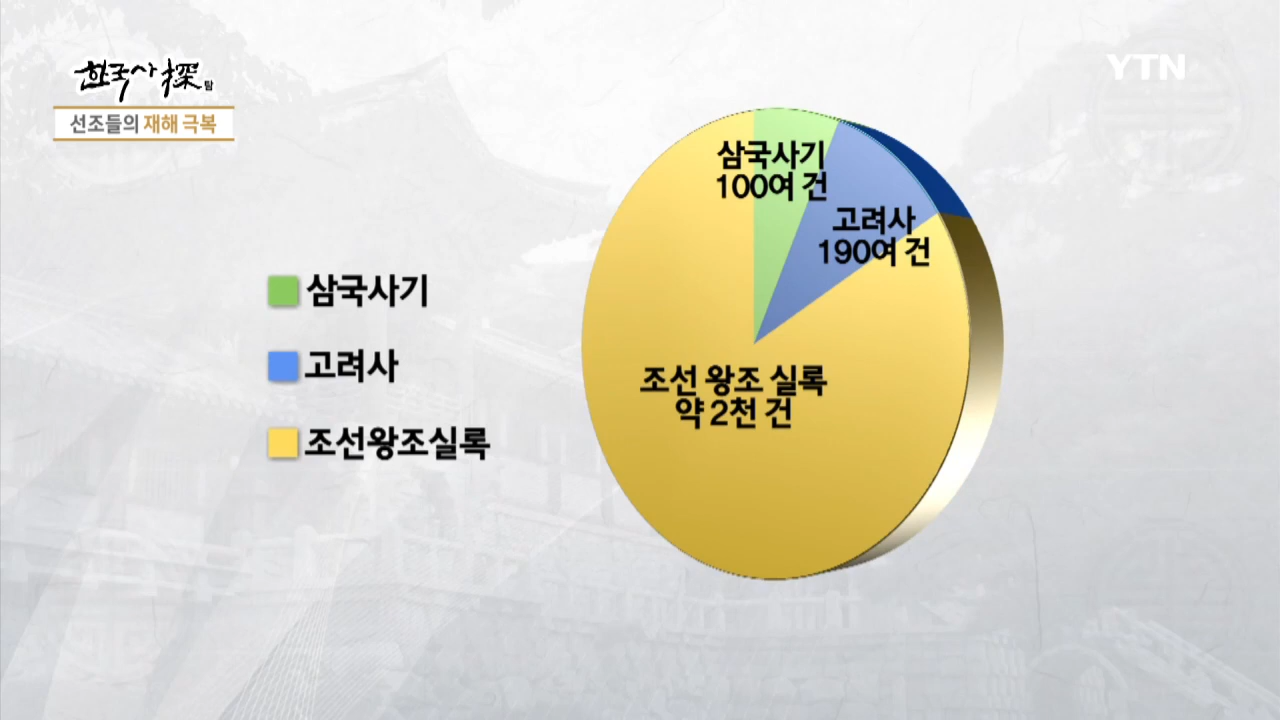 한국사 探 탐
선조들의 재해 극복
YTN
삼국사기
100여 건
고려사
190여 건
조선 왕조 실록
약 2천 건
삼국사기
고려사
조선왕조실록